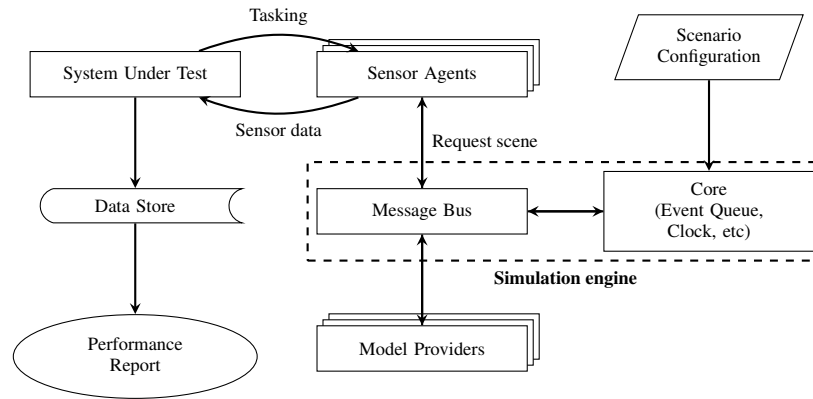 Tasking
System Under Test
Sensor Agents
Scenario
Configuration
Sensor data
Request scene
Data Store
Message Bus
Core
(Event Queue,
Clock, etc)
Simulation engine
Performance
Report
Model Providers